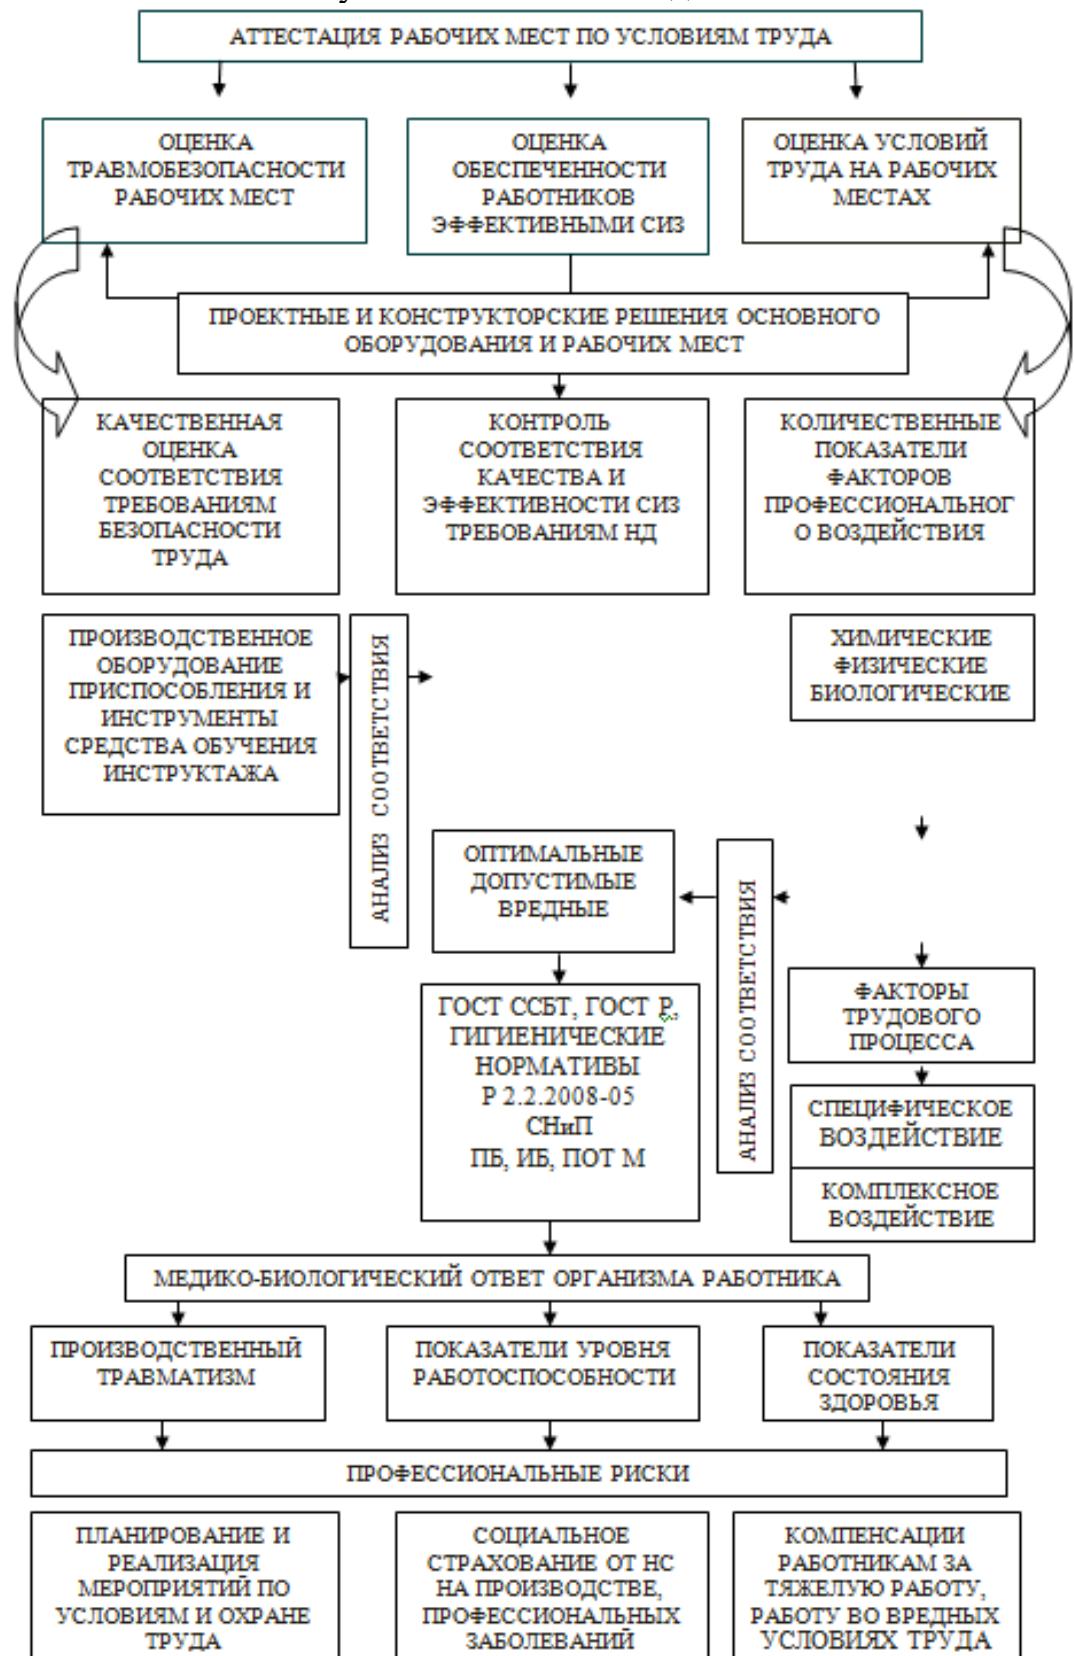 АТТЕСТАЦИЯ РАБОЧИХ МЕСТ ПО УСЛОВИЯМ ТРУДА
ОЦЕНКА
ТРАВМОБЕЗОПАСНОСТИ
РАБОЧИХ МЕСТ
ОЦЕНКА
ОБЕСПЕЧЕННОСТИ
РАБОТНИКОВ
ЭФФЕКТИВНЫМИ СИЗ
ОЦЕНКА УСЛОВИЙ
ТРУДА НА РАБОЧИХ
МЕСТАХ
ПРОЕКТНЫЕ И КОНСТРУКТОРСКИЕ РЕШЕНИЯ ОСНОВНОГО
ОБОРУДОВАНИЯ И РАБОЧИХ МЕСТ
КАЧЕСТВЕННАЯ
ОЦЕНКА
СООТВЕТСТВИЯ
ТРЕБОВАНИЯМ
БЕЗОПАСНОСТИ
ТРУДА
КОНТРОЛЬ
СООТВЕТСТВИЯ
КАЧЕСТВА И
ЭФФЕКТИВНОСТИ СИЗ
ТРЕБОВАНИЯМ НД
КОЛИЧЕСТВЕННЫЕ
ПОКАЗАТЕЛИ
ФАКТОРОВ
ПРОФЕССИОНАЛЬНОГ
О ВОЗДЕЙСТВИЯ
ПРОИЗВОДСТВЕННОЕ
ОБОРУДОВАНИЕ
ПРИСПОСОБЛЕНИЯ И
ИНСТРУМЕНТЫ
СРЕДСТВА ОБУЧЕНИЯ
ИНСТРУКТАЖА
АНАЛИЗ СООТВЕТСТВИЯ
ХИМИЧЕСКИЕ
ФИЗИЧЕСКИЕ
БИОЛОГИЧЕСКИЕ
ОПТИМАЛЬНЫЕ
ДОПУСТИМЫЕ
ВРЕДНЫЕ
АНАЛИЗ СООТВЕТСТВИЯ
ФАКТОРЫ
ТРУДОВОГО
ПРОЦЕССА
ГОСТ ССБТ, ГОСТ Р,
ГИГИЕНИЧЕСКИЕ
НОРМАТИВЫ
Р 2.2.2008-05
СНиП
ПБ, ИБ, ПОТ М
СПЕЦИФИЧЕСКОЕ
ВОЗДЕЙСТВИЕ
КОМПЛЕКСНОЕ
ВОЗДЕЙСТВИЕ
МЕДИКО-БИОЛОГИЧЕСКИЙ ОТВЕТ ОРГАНИЗМА РАБОТНИКА
ПРОИЗВОДСТВЕННЫЙ
ТРАВМАТИЗМ
ПОКАЗАТЕЛИ УРОВНЯ
РАБОТОСПОСОБНОСТИ
ПОКАЗАТЕЛИ
СОСТОЯНИЯ
ЗДОРОВЬЯ
ПРОФЕССИОНАЛЬНЫЕ РИСКИ
ПЛАНИРОВАНИЕ И
РЕАЛИЗАЦИЯ
МЕРОПРИЯТИЙ ПО
УСЛОВИЯМ И ОХРАНЕ
ТРУДА
СОЦИАЛЬНОЕ
СТРАХОВАНИЕ ОТ НС
НА ПРОИЗВОДСТВЕ,
ПРОФЕССИОНАЛЬНЫХ
ЗАБОЛЕВАНИЙ
КОМПЕНСАЦИИ
РАБОТНИКАМ ЗА
ТЯЖЕЛУЮ РАБОТУ,
РАБОТУ ВО ВРЕДНЫХ
УСЛОВИЯХ ТРУДА